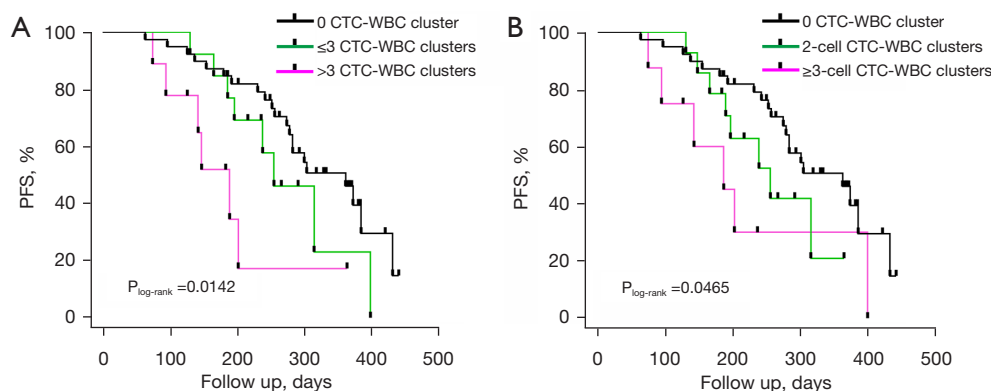 A
0 CTC-WBC cluster
≤3 CTC-WBC clusters
>3 CTC-WBC clusters
PFS, %
100
80
60
40
20
0
P log-rank =0.0142
0 100 200 300 400 500
Follow up, days
B
0 CTC-WBC cluster
2-cell CTC-WBC clusters
≥3-cell CTC-WBC clusters
PFS, %
100
80
60
40
20
0
P log-rank =0.0465
0 100 200 300 400 500
Follow up, days